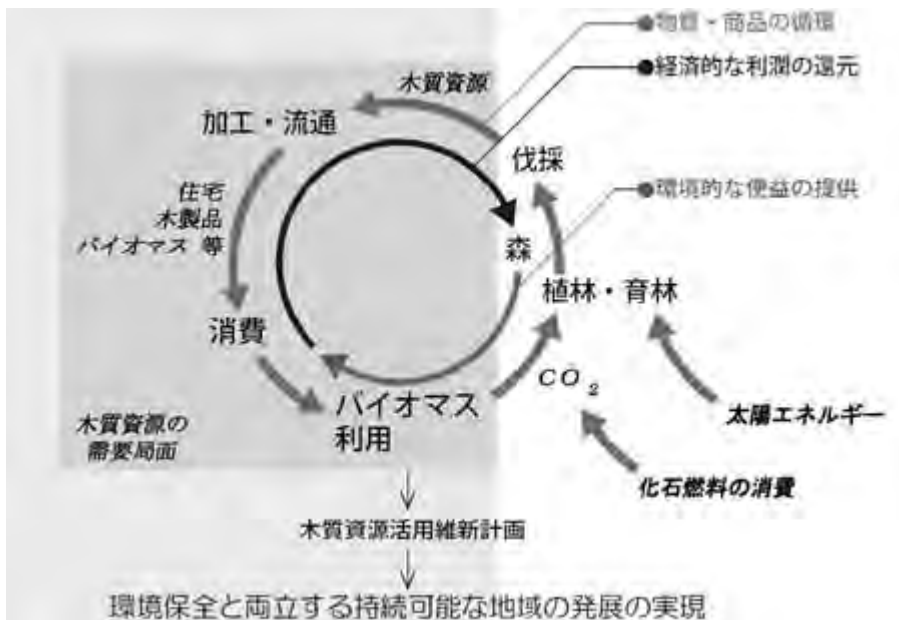 ●物質・商品の循環
●経済的な利潤の還元
木質資源
加工・流通
伐採
住宅
木製品
バイオマス 等
●環境的な便益の提供
森
植林・育林
消費
CO₂
バイオマス
利用
太陽エネルギー
木質資源の
需要局面
化石燃料の消費
木質資源活用維新計画
環境保全と両立する持続可能な地域の発展の実現